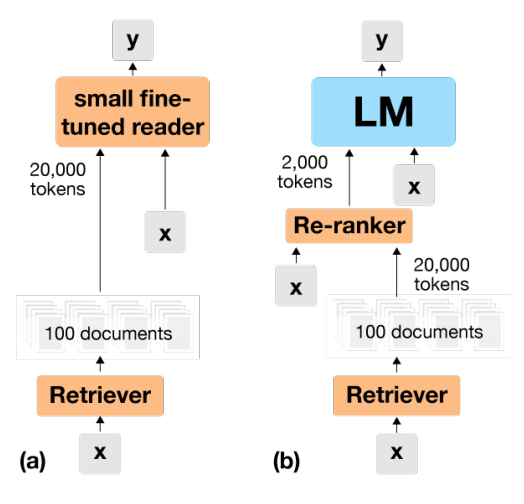 y
small fine-
tuned reader
20,000
tokens
x
100 documents
Retriever
x
(a)
y
LM
2,000
tokens
x
Re-ranker
x
20,000
tokens
100 documents
Retriever
x
(b)